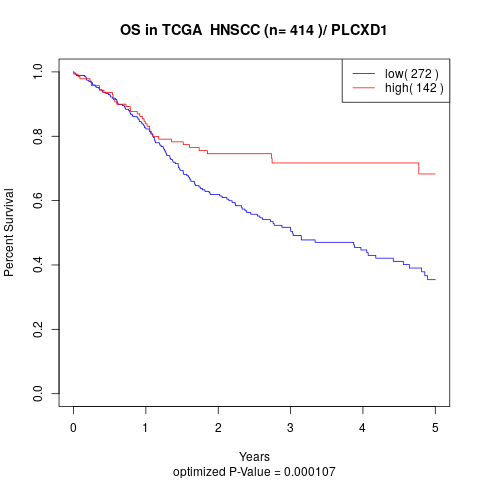 OS in TCGA  HNSCC (n= 414 )/ PLCXD1
low( 272 )
high( 142 )
Percent Survival
1.0
0.8
0.6
0.4
0.2
0.0
0 1 2 3 4 5
Years
optimized P-Value = 0.000107